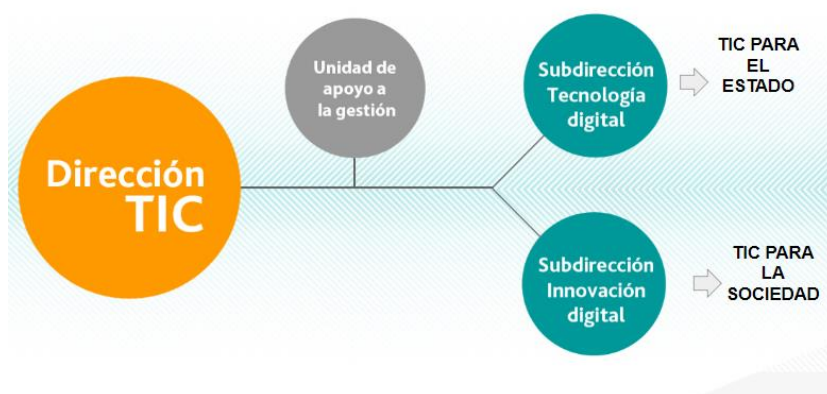 Dirección
TIC
Unidad de
apoyo a
la gestión
Subdirección
Tecnología
digital
TIC PARA
EL
ESTADO
Subdirección
Innovación
digital
TIC PARA
LA
SOCIEDAD